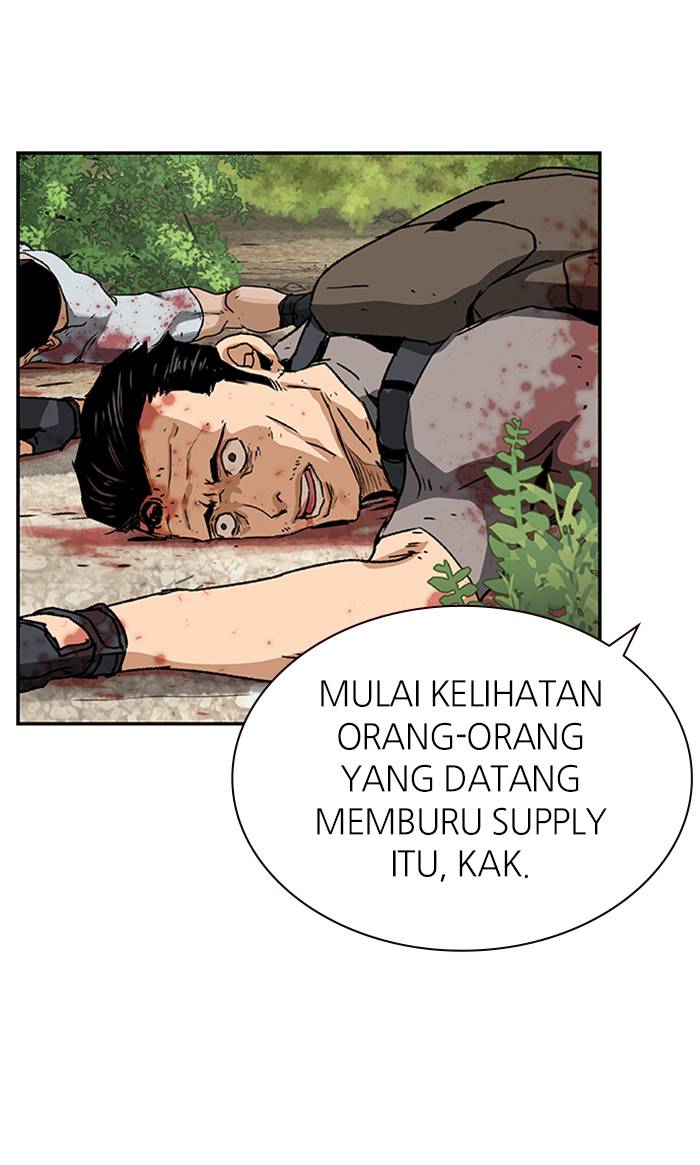 MULAI KELIHATAN
ORANG-ORANG
YANG DATANG
MEMBURU SUPPLY
ITU, KAK.